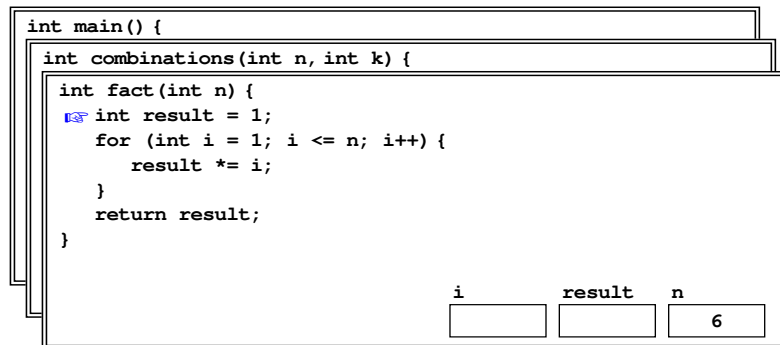 int main() {
int combinations(int n, int k) {
int fact(int n) {
☞ int result = 1;
for (int i = 1; i <= n; i++) {
result *= i;
}
return result;
}
i result n
6